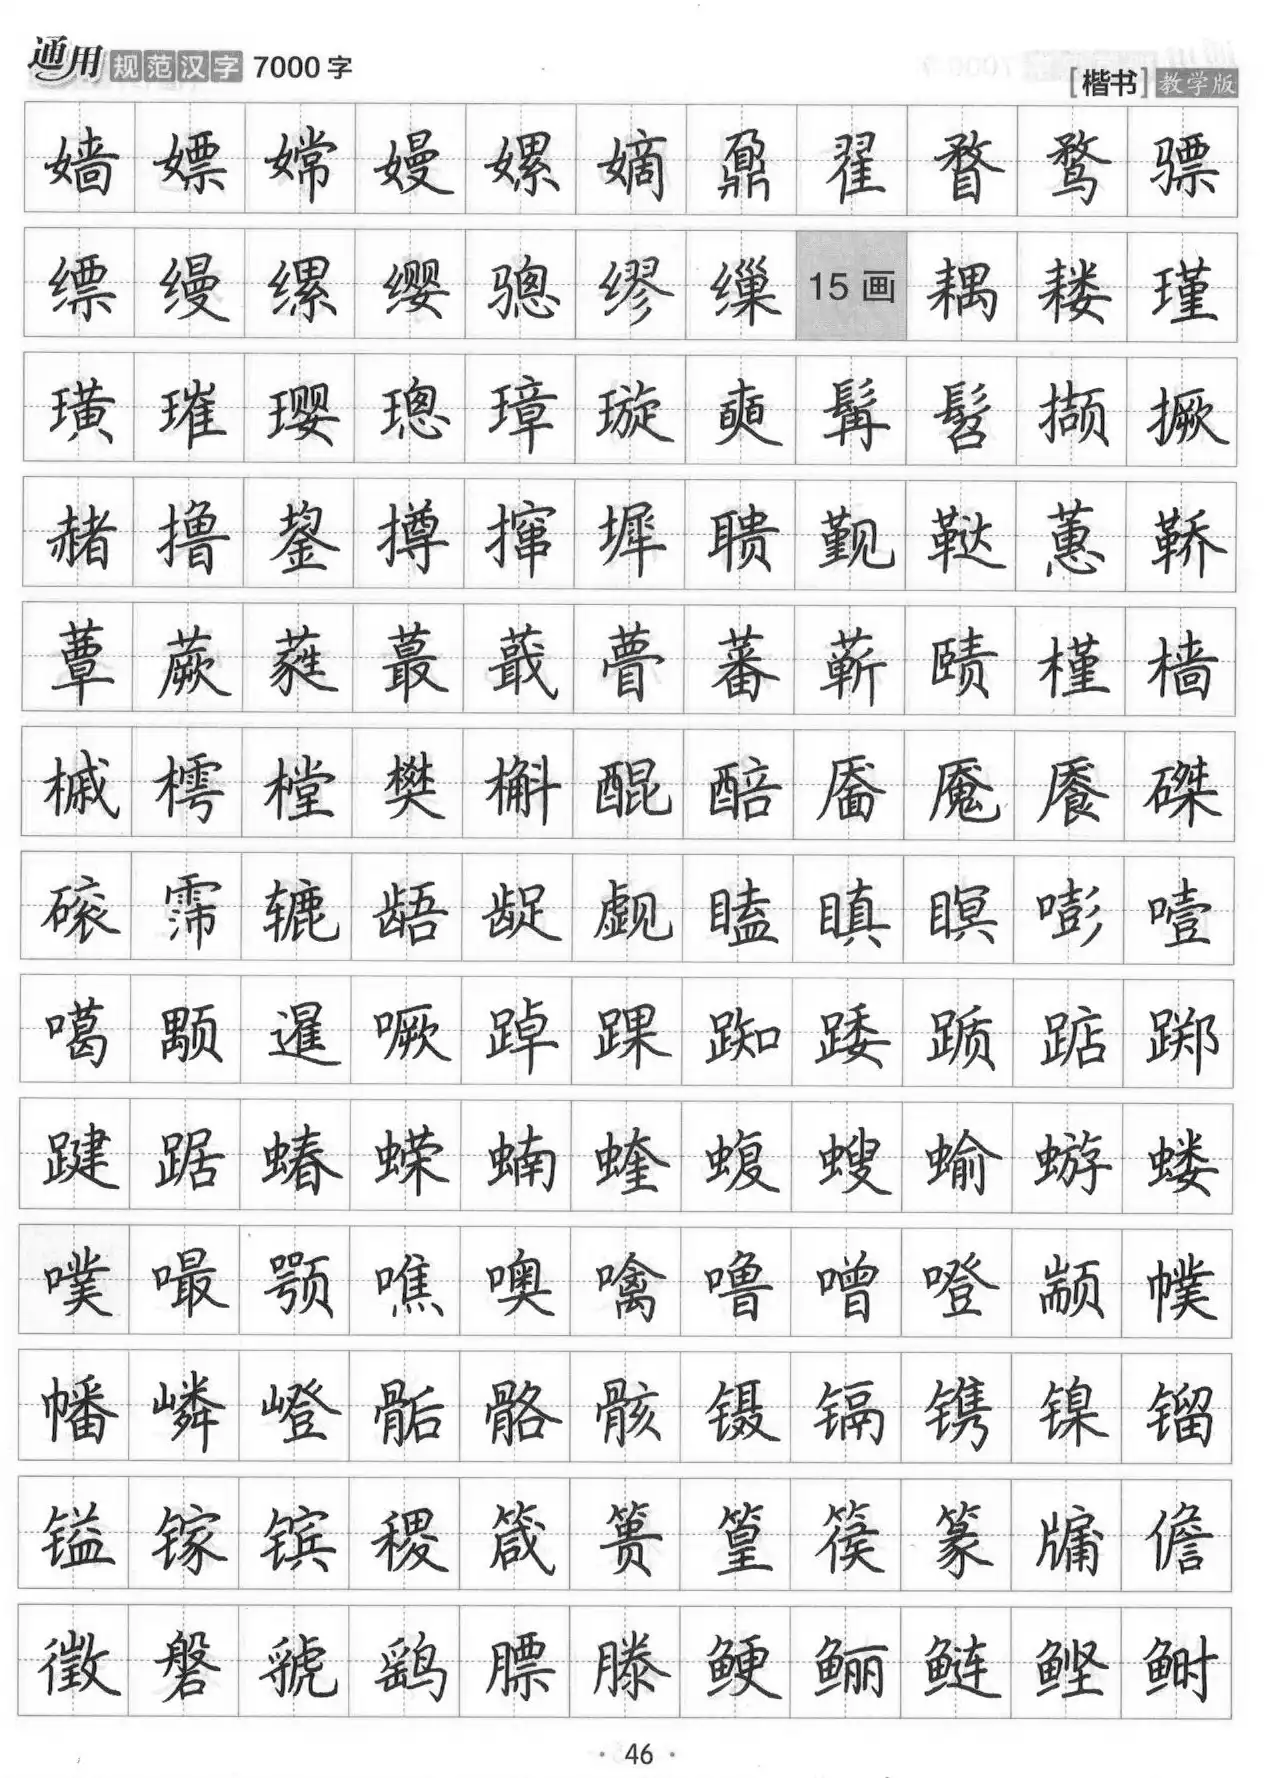 通用规范汉字 7000字
[楷书]教学版
嫱 嫖 嫦 嫚 嫘 嫡 鼐 翟 瞀 鹜 骠
缥 缦 缧 缨 骢 缪 缫 15画 耦 耧 瑾
璜 璀 璎 璁 璋 璇 奭 髯 髫 撷 撅
赭 撸 鋆 撙 撺 墀 聩 觐 鞑 蕙 鞒
蕈 蕨 蕤 蕞 蕺 瞢 蕃 蕲 赜 槿 樯
槭 樗 樘 樊 槲 醌 醅 靥 魇 餍 磔
磙 霈 辘 龉 龊 觑 瞌 瞋 瞑 嘭 噎
噶 颙 暹 噘 踔 踝 踟 踒 踬 踮 踯
踺 踞 蝽 蝾 蝻 蝰 蝮 螋 蝓 蝣 蝼
噗 嘬 颚 噍 噢 噙 噜 噌 噔 颛 幞
幡 嶙 嶝 骺 骼 骸 镊 镉 镌 镍 镏
镒 镓 镔 稷 箴 篑 篁 篌 篆 牖 儋
徵 磐 虢 鹞 膘 滕 鲠 鲡 鲢 鲣 鲥
·46·